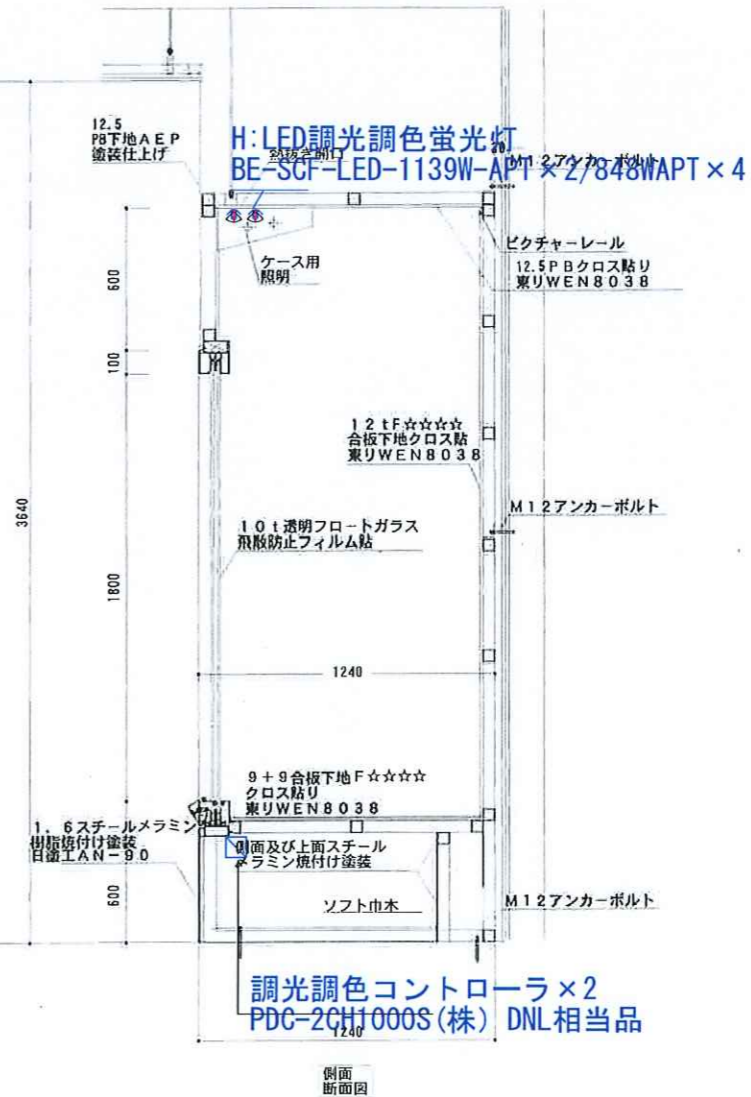 12.5
PB下地AEP
塗装仕上げ
H:LED調光調色蛍光灯
BE-SCF-LED-1139W-APT×2/848WAPT×4
熱抜き開口
M12アンカーボルト
ピクチャーレール
12.5PBクロス貼り
東リWEN8038
ケース用
照明
600
100
12tF☆☆☆☆
合板下地クロス貼
東リWEN8038
M12アンカーボルト
10t透明フロートガラス
飛散防止フィルム貼
3640
1800
1240
9+9合板下地F☆☆☆☆
クロス貼り
東リWEN8038
1.6スチールメラミン
樹脂焼付け塗装
日塗工AN-90
側面及び上面スチール
メラミン焼付け塗装
600
ソフト巾木
M12アンカーボルト
調光調色コントローラ×2
PDC-2CH1000S(株) DNL相当品
1240
側面
断面図